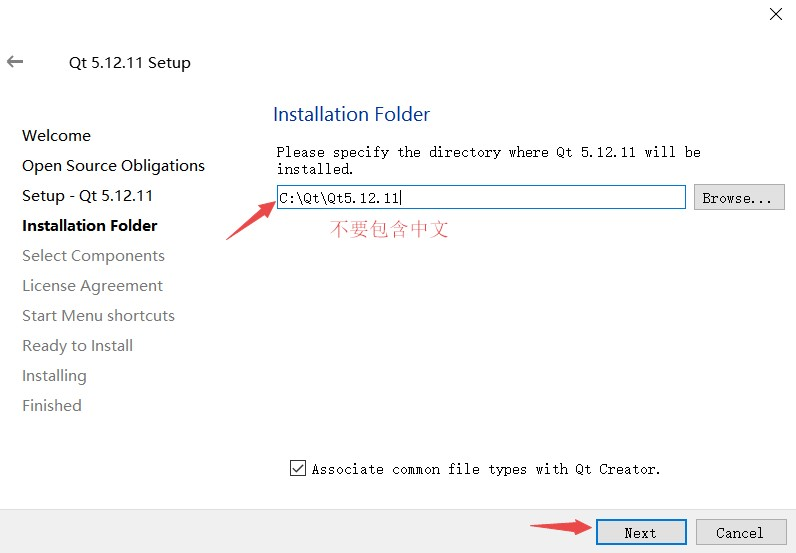 Qt 5.12.11 Setup
Welcome
Open Source Obligations
Setup - Qt 5.12.11
Installation Folder
Select Components
License Agreement
Start Menu shortcuts
Ready to Install
Installing
Finished
Installation Folder
Please specify the directory where Qt 5.12.11 will be
installed.
C:\Qt\Qt5.12.11
Browse...
不要包含中文
Associate common file types with Qt Creator.
Next
Cancel